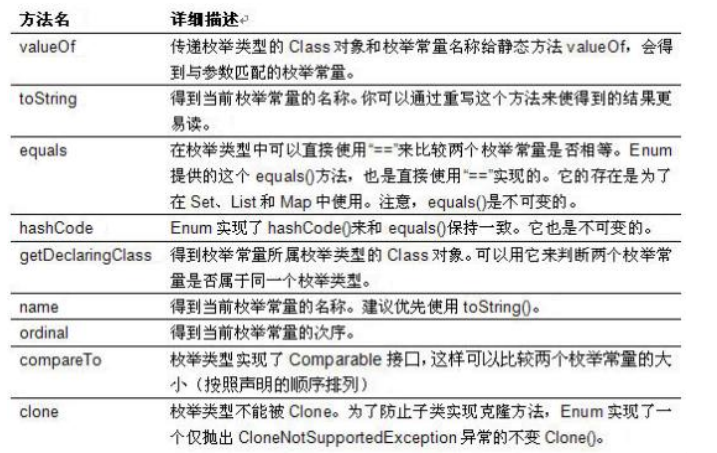 方法名 详细描述
valueOf 传递枚举类型的 Class 对象和枚举常量名称给静态方法 valueOf，会得
到与参数匹配的枚举常量。
toString 得到当前枚举常量的名称。你可以通过重写这个方法来使得到的结果更
易读。
equals 在枚举类型中可以直接使用“==”来比较两个枚举常量是否相等。Enum
提供的这个 equals()方法，也是直接使用“==”实现的。它的存在是为了
在 Set、List 和 Map 中使用。注意，equals()是不可变的。
hashCode Enum 实现了 hashCode()来和 equals()保持一致。它也是不可变的。
getDeclaringClass 得到枚举常量所属枚举类型的 Class 对象。可以用它来判断两个枚举常
量是否属于同一个枚举类型。
name 得到当前枚举常量的名称。建议优先使用 toString()。
ordinal 得到当前枚举常量的次序。
compareTo 枚举类型实现了 Comparable 接口，这样可以比较两个枚举常量的大
小（按照声明的顺序排列）
clone 枚举类型不能被 Clone。为了防止子类实现克隆方法，Enum 实现了一
个仅抛出 CloneNotSupportedException 异常的不变 Clone()。